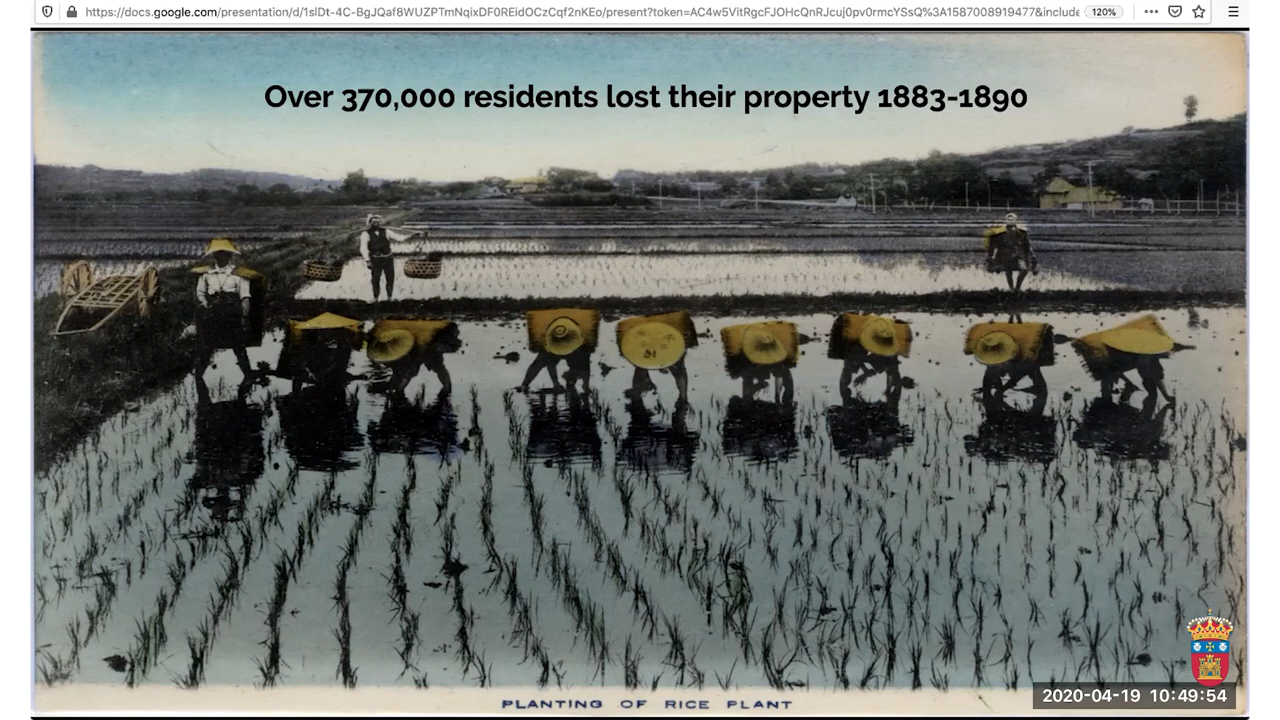 https://docs.google.com/presentation/d/1slDt-4C-BgJQaf8WUZPTmNqixDF0REidOCzCqf2nKEo/present?token=AC4w5VitRgcFJOHcQnRJcuj0pv0rmcYSsQ%3A1587008919477&include
120%
Over 370,000 residents lost their property 1883-1890
2020-04-19 10:49:54
PLANTING OF RICE PLANT